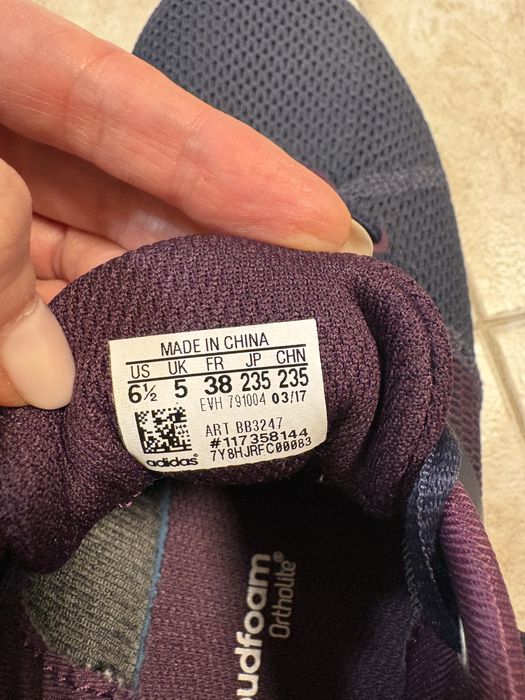 MADE IN CHINA
US UK FR JP CHN
6½ 5 38 235 235
EVH 791004 03/17
ART BB3247
#117358144
7Y8HJRFC00083
adidas
udfoam
Ortholite®